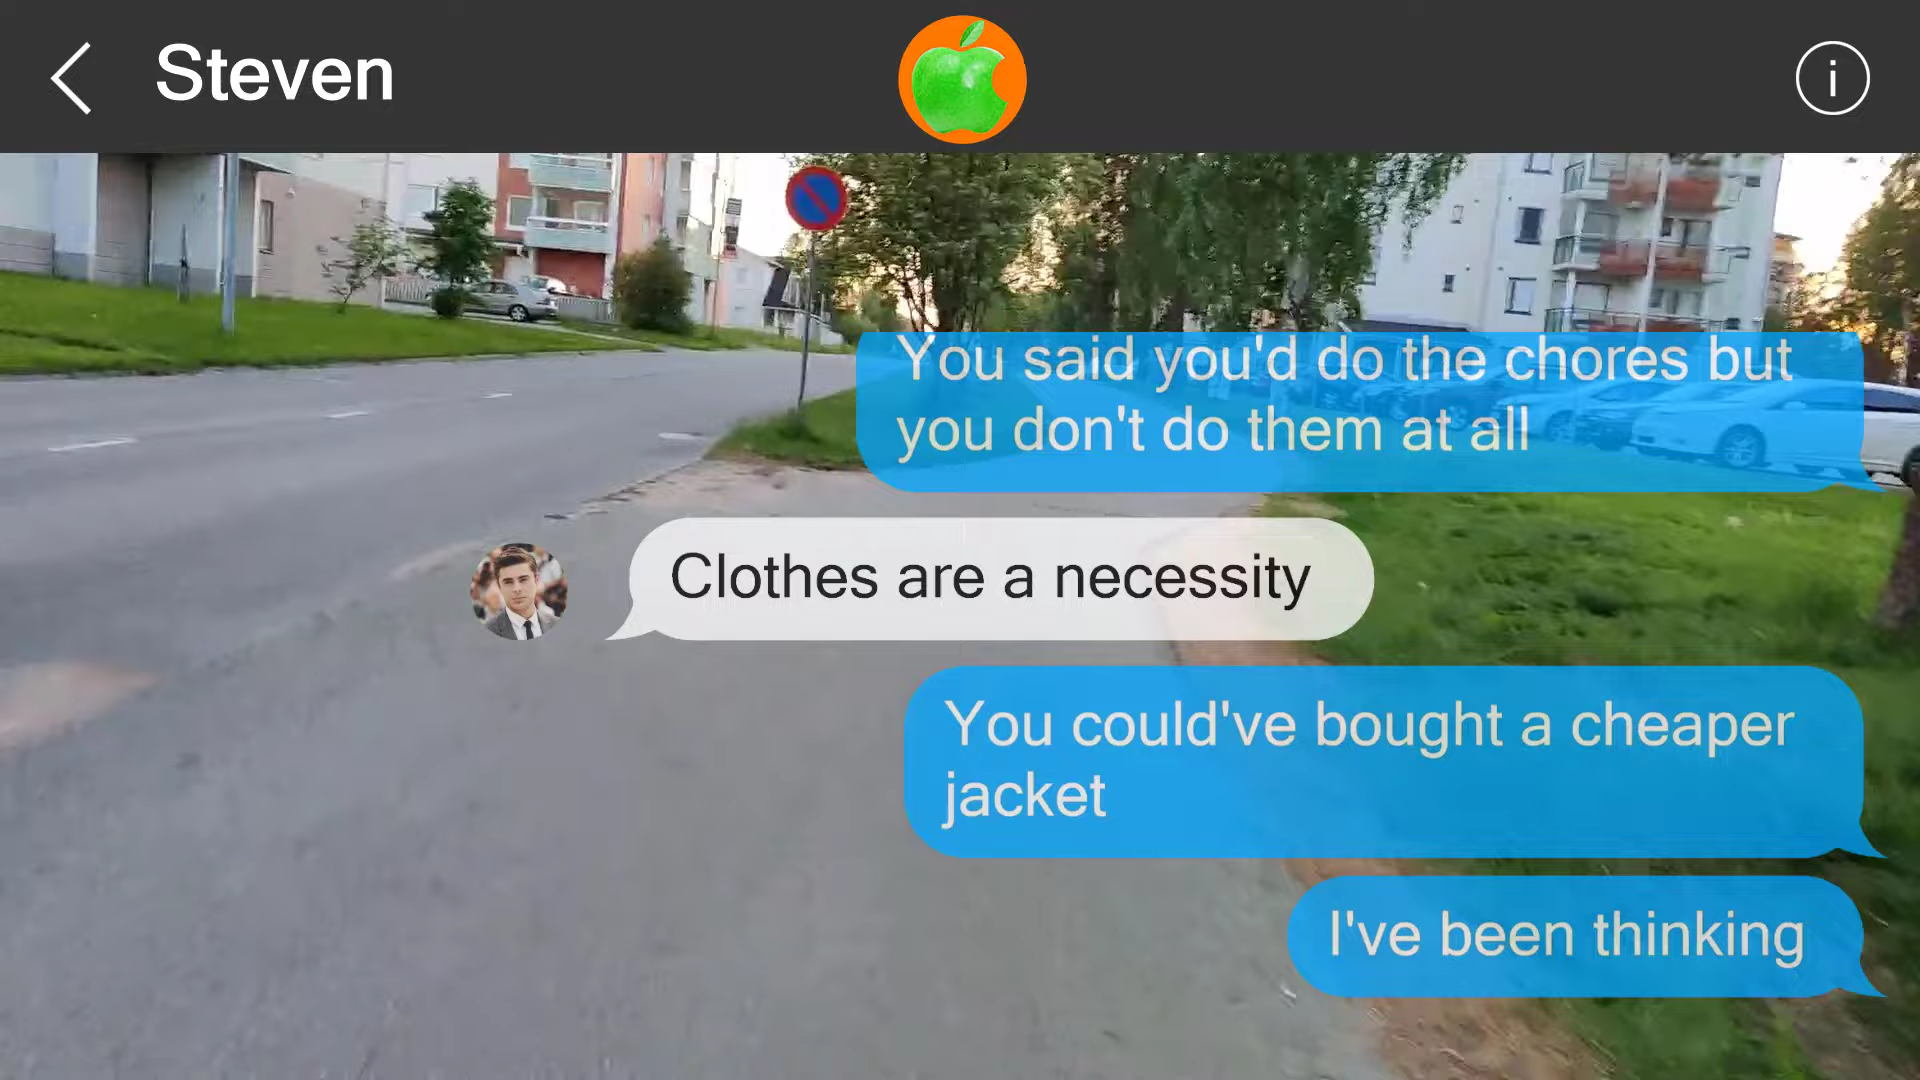 Steven
i
You said you'd do the chores but
you don't do them at all
Clothes are a necessity
You could've bought a cheaper
jacket
I've been thinking